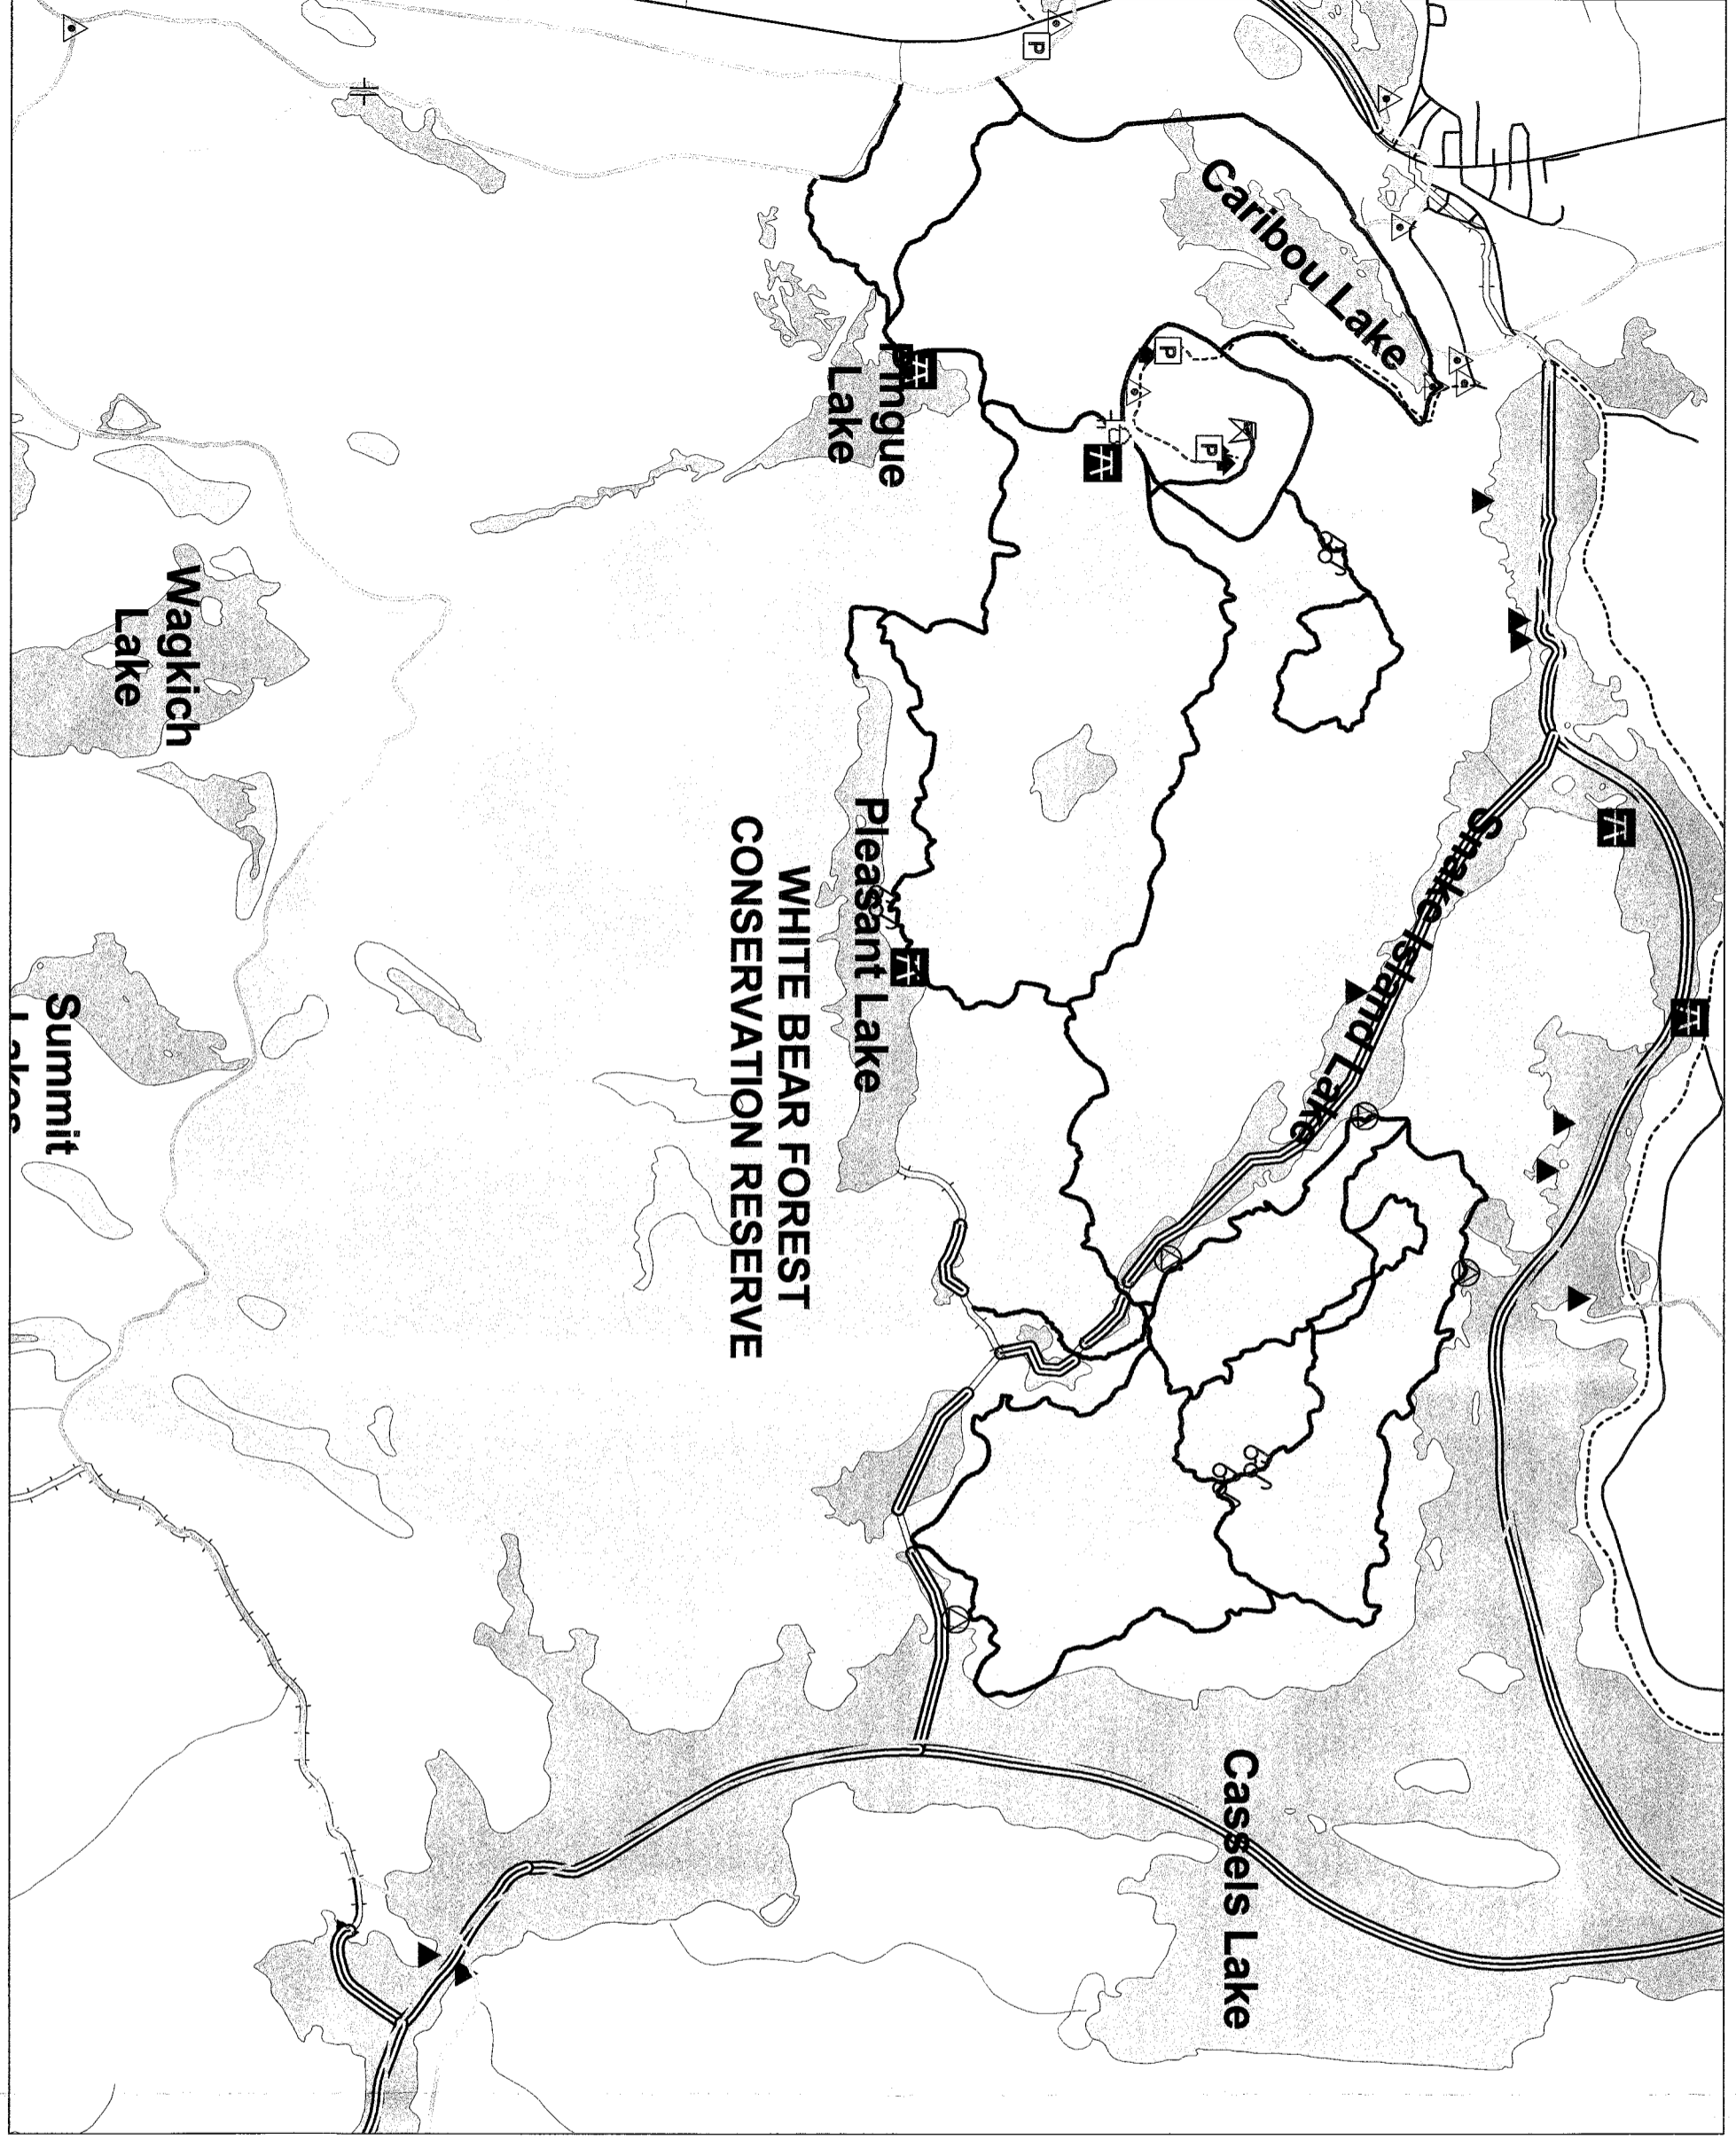 Caribou Lake
P
P
P
Pingue
Lake
Snake Island Lake
Wagkich
Lake
Pleasant Lake
WHITE BEAR FOREST
CONSERVATION RESERVE
Summit
Lakes
Cassels Lake